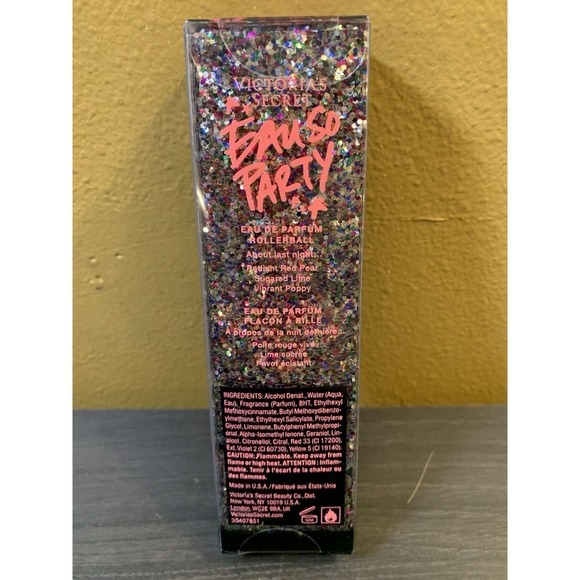 VICTORIA'S
SECRET
EAU SO
PARTY
EAU DE PARFUM
ROLLERBALL
About last night...
Radiant Red Pear
Sugared Lime
Vibrant Poppy
EAU DE PARFUM
FLACON À BILLE
À propos de la nuit dernière...
Poire rouge vive
Lime sucrée
Pavot éclatant
INGREDIENTS: Alcohol Denat., Water (Aqua,
Eau), Fragrance (Parfum), BHT, Ethylhexyl
Methoxycinnamate, Butyl Methoxydibenzo-
ylmethane, Ethylhexyl Salicylate, Propylene
Glycol, Limonene, Butylphenyl Methylpropi-
onal, Alpha-Isomethyl Ionone, Geraniol, Lin-
alool, Citronellol, Citral, Red 33 (CI 17200),
Ext. Violet 2 (CI 60730), Yellow 5 (CI 19140).
CAUTION: Flammable. Keep away from
flame or high heat. ATTENTION : Inflam-
mable. Tenir à l'écart de la chaleur ou
des flammes.
Made in U.S.A. / Fabriqué aux États-Unis
Victoria's Secret Beauty Co., Dist.
New York, NY 10019 U.S.A.
London, WC2E 9BA, UK
VictoriasSecret.com
30407651